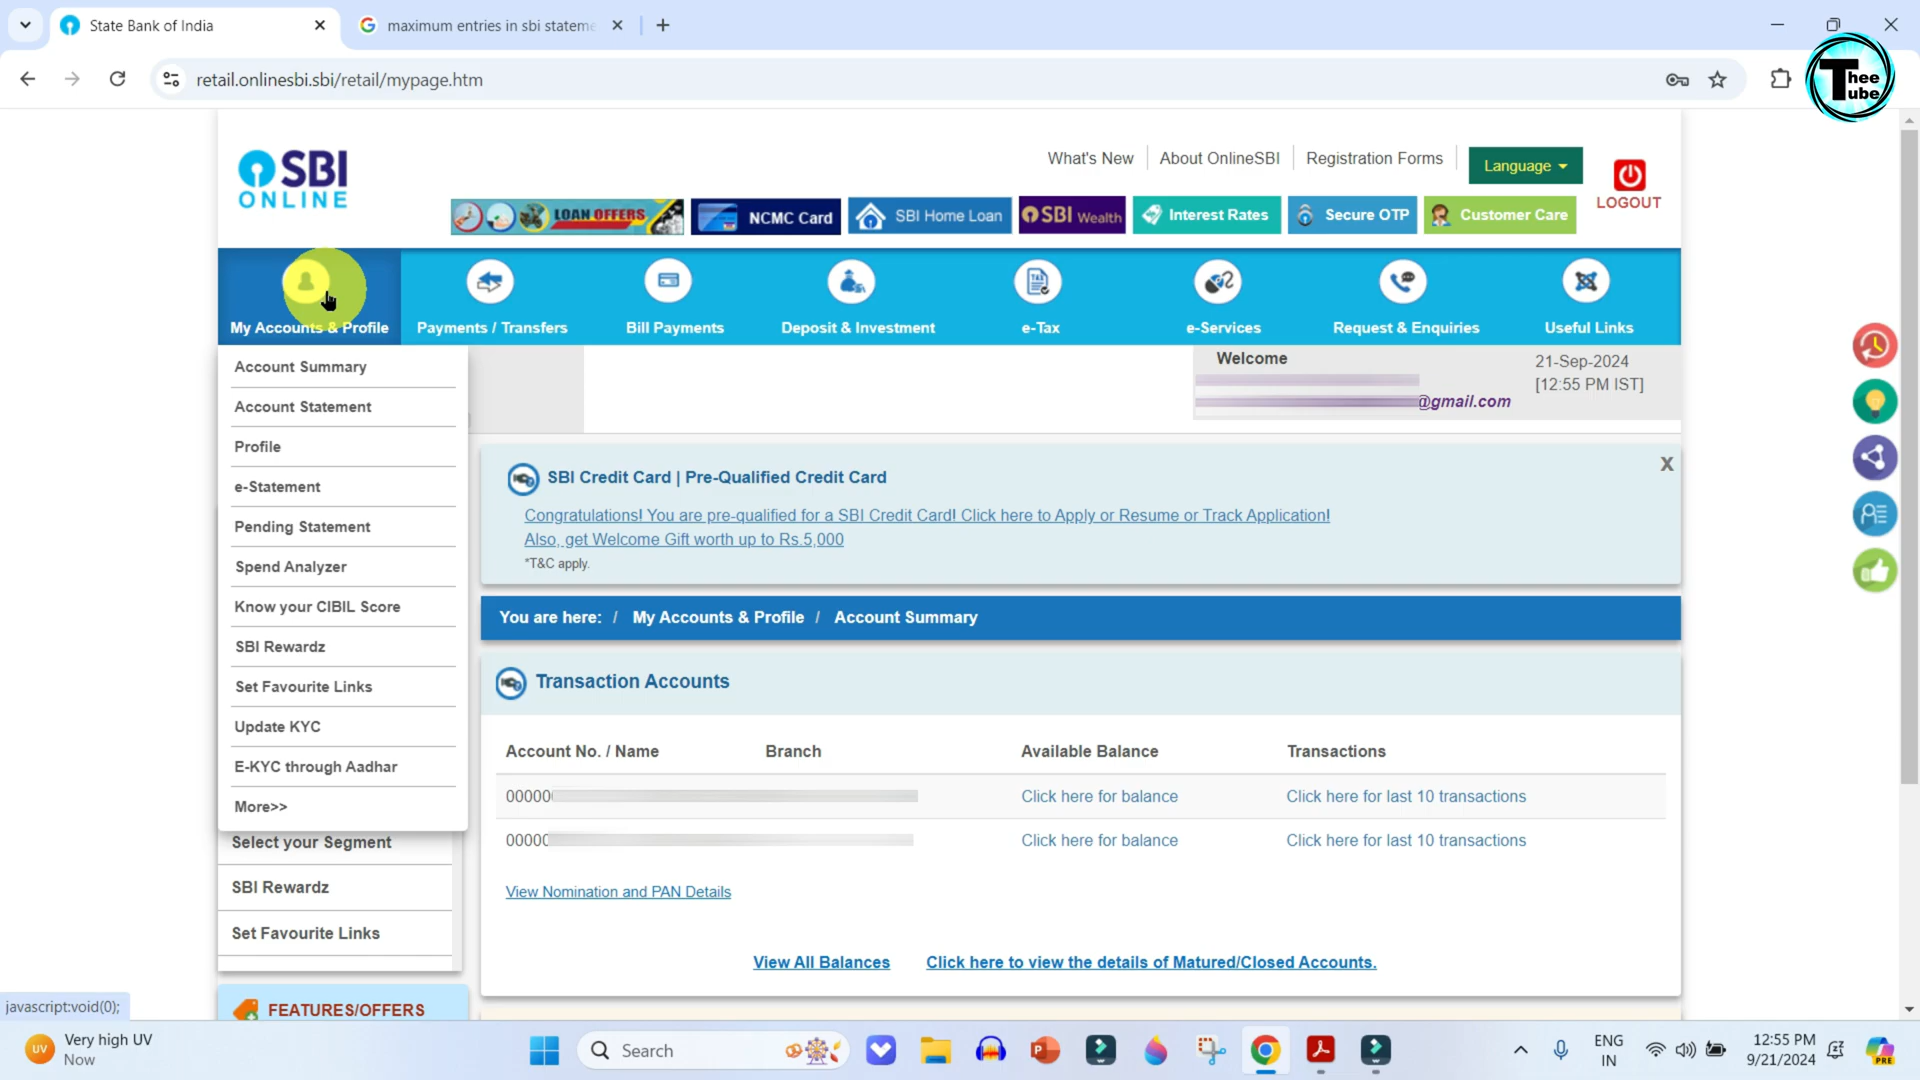 State Bank of India
maximum entries in sbi stateme
retail.onlinesbi.sbi/retail/mypage.htm
Thee
ube
SBI
ONLINE
What's New
About OnlineSBI
Registration Forms
Language
LOGOUT
LOAN OFFERS
NCMC Card
SBI Home Loan
SBI Wealth
Interest Rates
Secure OTP
Customer Care
My Accounts & Profile
Payments / Transfers
Bill Payments
Deposit & Investment
TAX
e-Tax
e-Services
Request & Enquiries
Useful Links
Welcome
21-Sep-2024
[12:55 PM IST]
@gmail.com
Account Summary
Account Statement
Profile
e-Statement
Pending Statement
Spend Analyzer
Know your CIBIL Score
SBI Rewardz
Set Favourite Links
Update KYC
E-KYC through Aadhar
More>>
Select your Segment
SBI Rewardz
Set Favourite Links
FEATURES/OFFERS
SBI Credit Card | Pre-Qualified Credit Card
X
Congratulations! You are pre-qualified for a SBI Credit Card! Click here to Apply or Resume or Track Application!
Also, get Welcome Gift worth up to Rs.5,000
*T&C apply.
You are here: / My Accounts & Profile / Account Summary
Transaction Accounts
Account No. / Name
Branch
Available Balance
Transactions
00000
Click here for balance
Click here for last 10 transactions
0000
Click here for balance
Click here for last 10 transactions
View Nomination and PAN Details
View All Balances
Click here to view the details of Matured/Closed Accounts.
javascript:void(0);
UV
Very high UV
Now
Search
ENG
IN
12:55 PM
9/21/2024
PRE